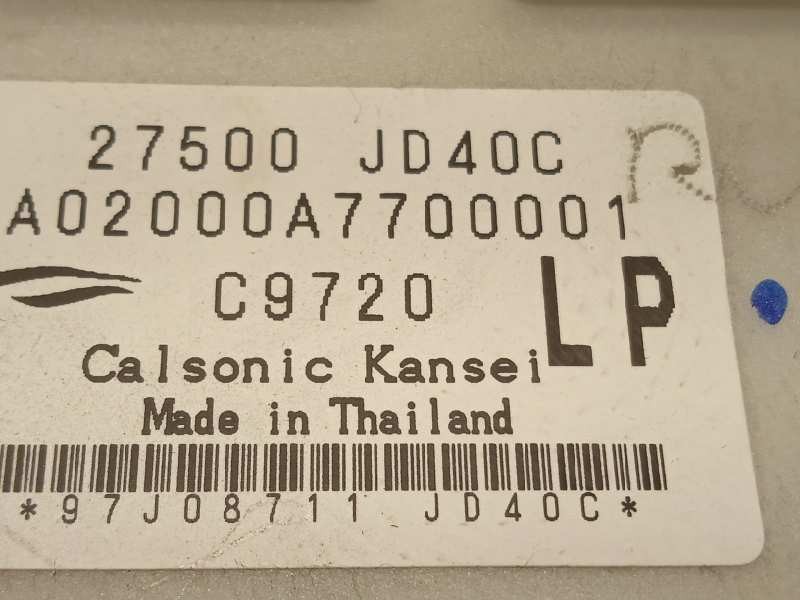 27500 JD40C
A02000A7700001
C9720 LP
Calsonic Kansei
Made in Thailand
*97J08711 JD40C*